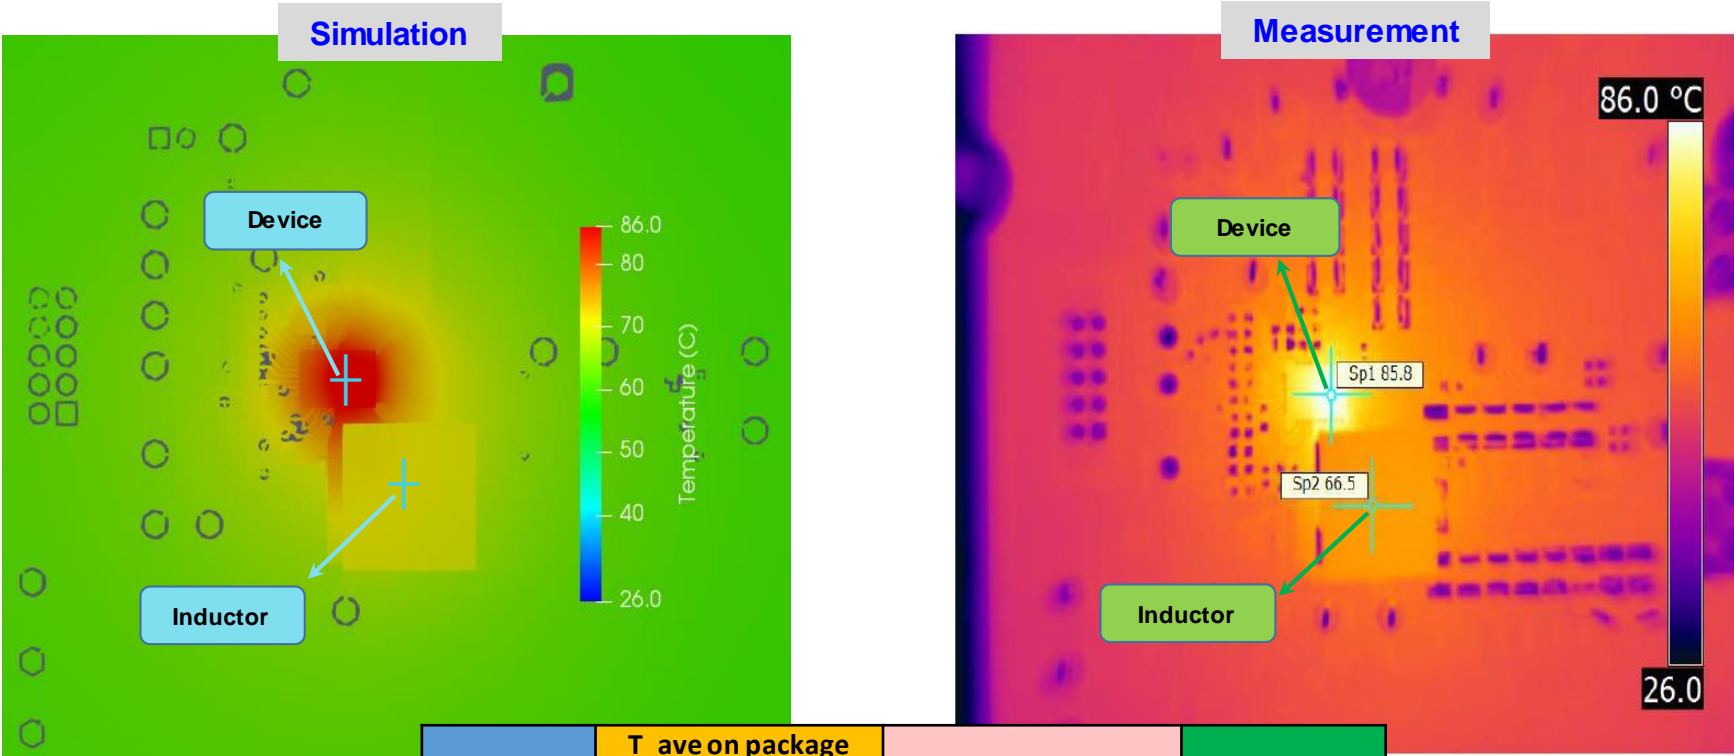 Simulation
Measurement
86.0 °C
Device
Device
86.0
80
70
60
50
40
26.0
Temperature (C)
Sp1 85.8
Sp2 66.5
Inductor
Inductor
26.0
T_ave on package